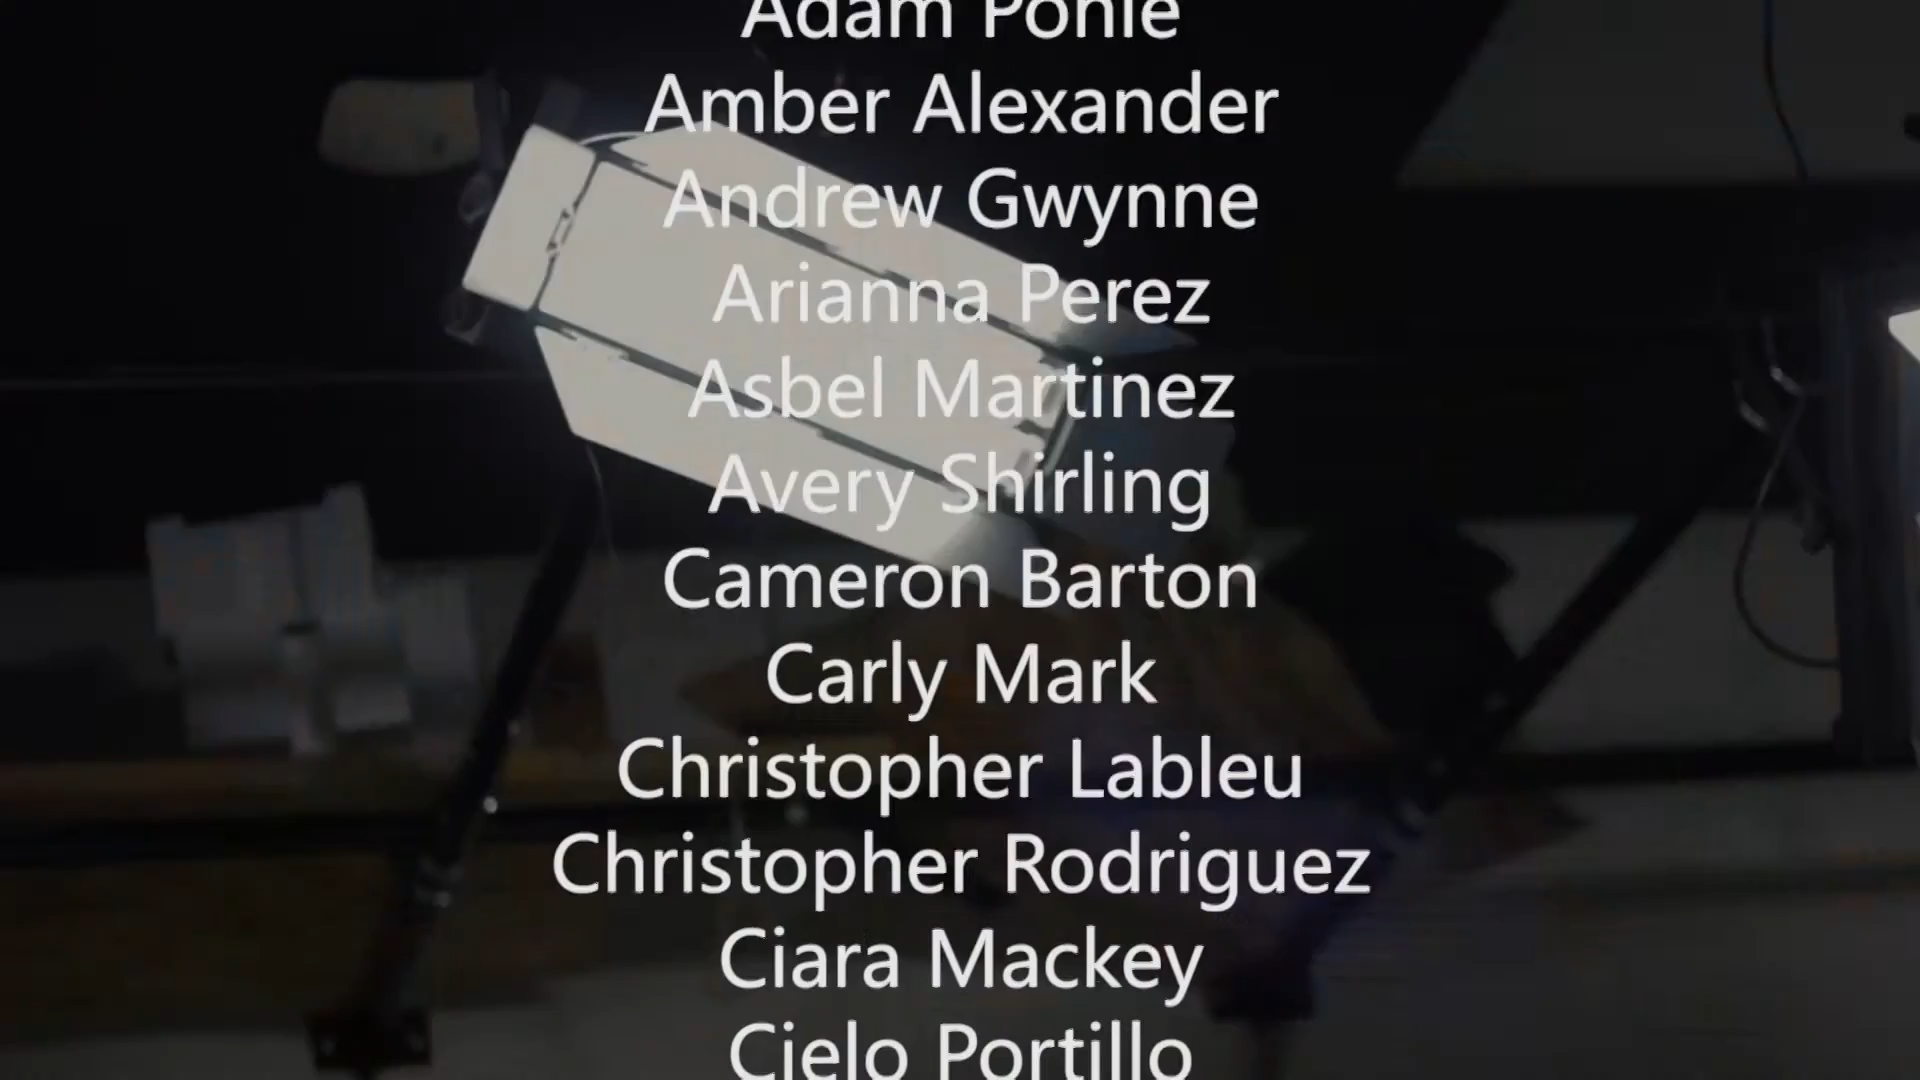 Adam Pohle
Amber Alexander
Andrew Gwynne
Arianna Perez
Asbel Martinez
Avery Shirling
Cameron Barton
Carly Mark
Christopher Lableu
Christopher Rodriguez
Ciara Mackey
Cielo Portillo